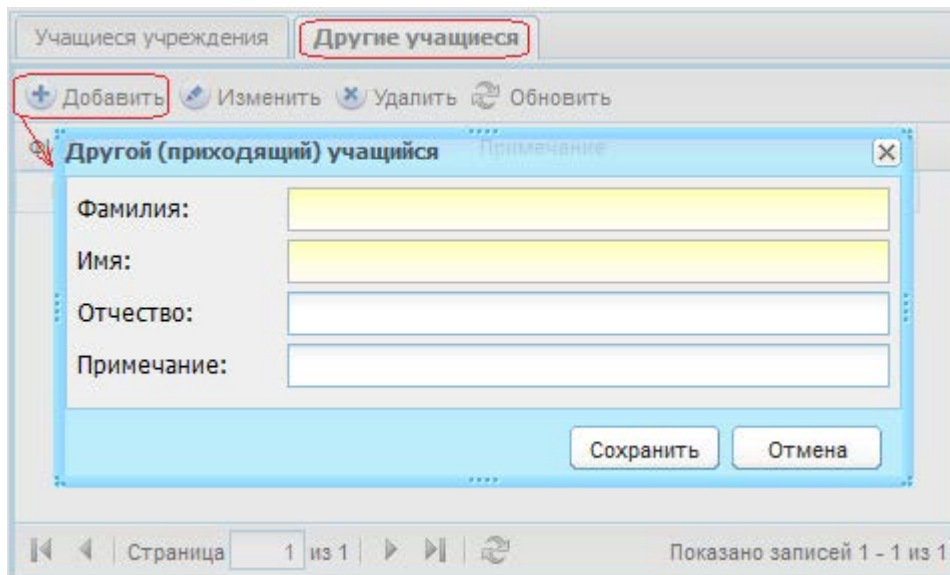 Учащиеся учреждения Другие учащиеся
Добавить Изменить Удалить Обновить
Другой (приходящий) учащийся Примечание
Фамилия:
Имя:
Отчество:
Примечание:
Сохранить Отмена
Страница 1 из 1 Показано записей 1 - 1 из 1